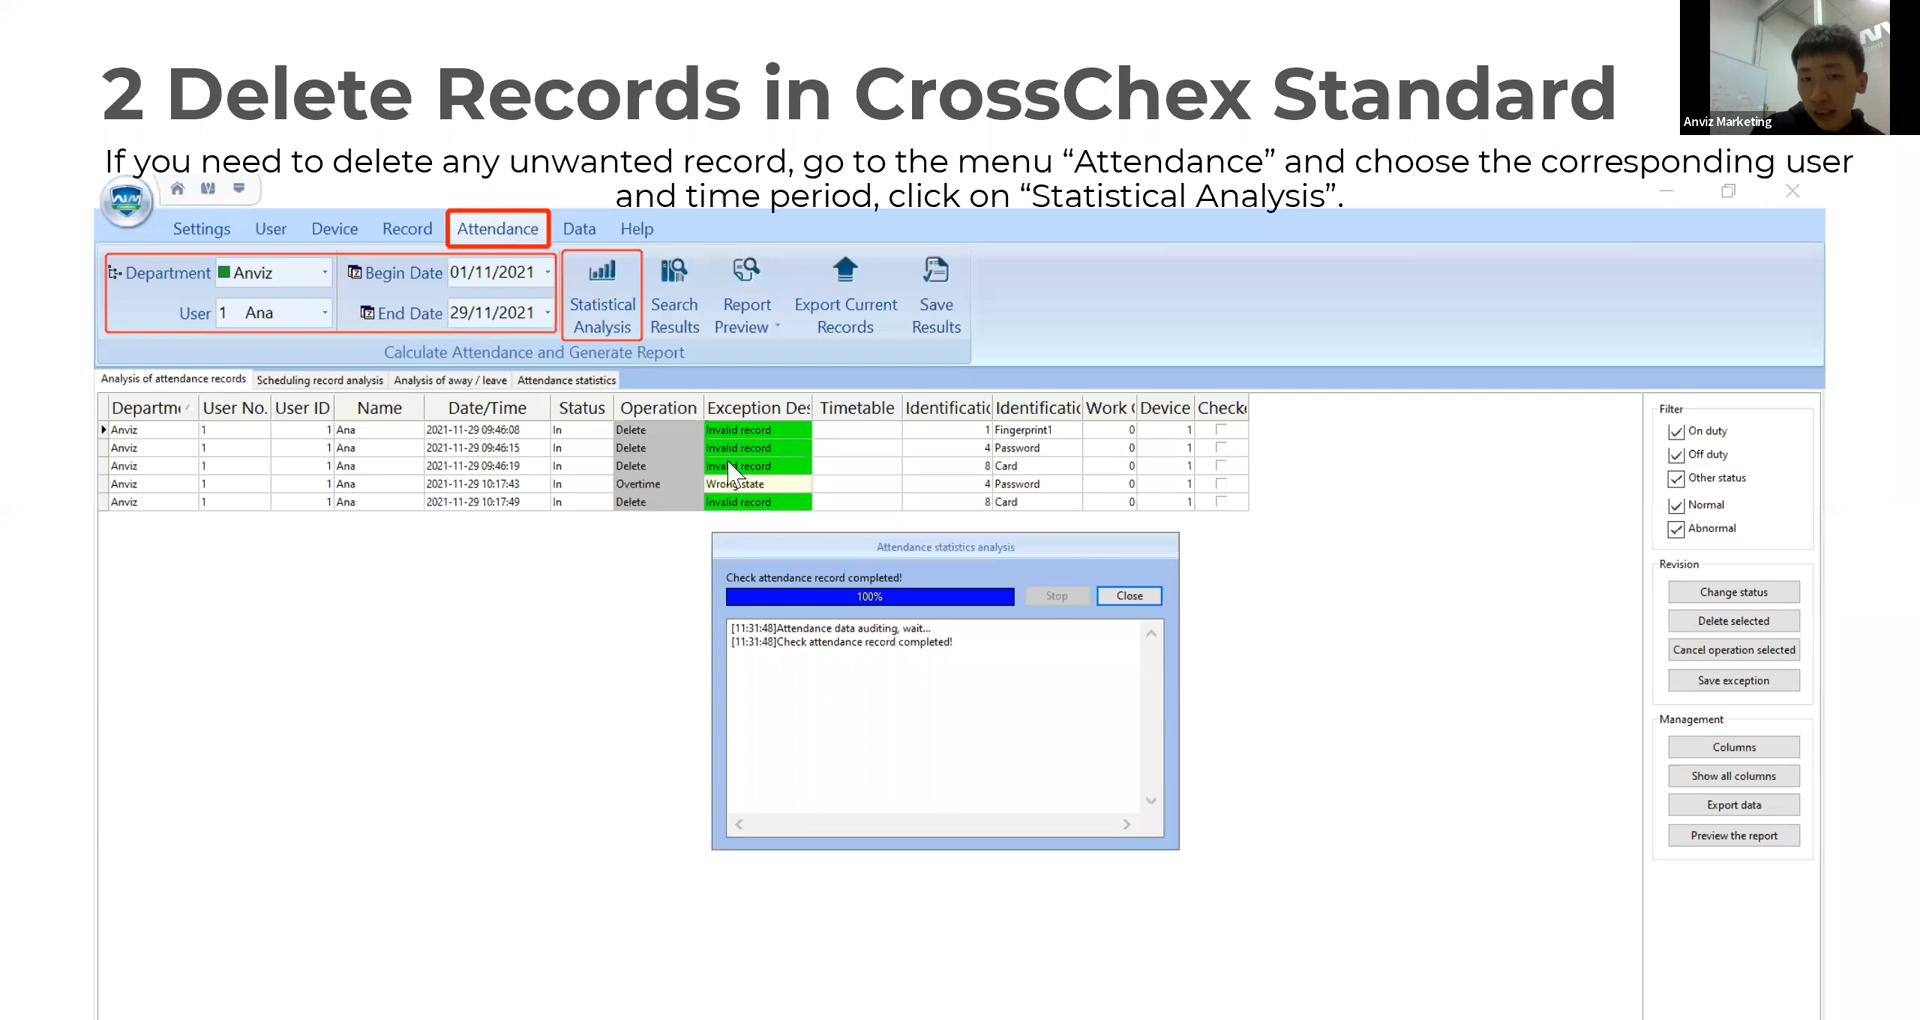 2 Delete Records in CrossChex Standard
Anviz Marketing
If you need to delete any unwanted record, go to the menu “Attendance” and choose the corresponding user
and time period, click on “Statistical Analysis”.
Settings User Device Record Attendance Data Help
Department Anviz Begin Date 01/11/2021
User 1 Ana End Date 29/11/2021
Statistical Analysis
Search Results
Report Preview
Export Current Records
Save Results
Calculate Attendance and Generate Report
Analysis of attendance records Scheduling record analysis Analysis of away / leave Attendance statistics
Departm User No. User ID Name Date/Time Status Operation Exception Des Timetable Identificatic Identificatic Work Device Checke
Anviz 1 1 Ana 2021-11-29 09:46:08 In Delete Invalid record 1 Fingerprint1 0 1
Anviz 1 1 Ana 2021-11-29 09:46:15 In Delete Invalid record 4 Password 0 1
Anviz 1 1 Ana 2021-11-29 09:46:19 In Delete Invalid record 8 Card 0 1
Anviz 1 1 Ana 2021-11-29 10:17:43 In Overtime Wrong state 4 Password 0 1
Anviz 1 1 Ana 2021-11-29 10:17:49 In Delete Invalid record 8 Card 0 1
Attendance statistics analysis
Check attendance record completed!
100% Stop Close
[11:31:48]Attendance data auditing, wait...
[11:31:48]Check attendance record completed!
Filter
On duty
Off duty
Other status
Normal
Abnormal
Revision
Change status
Delete selected
Cancel operation selected
Save exception
Management
Columns
Show all columns
Export data
Preview the report